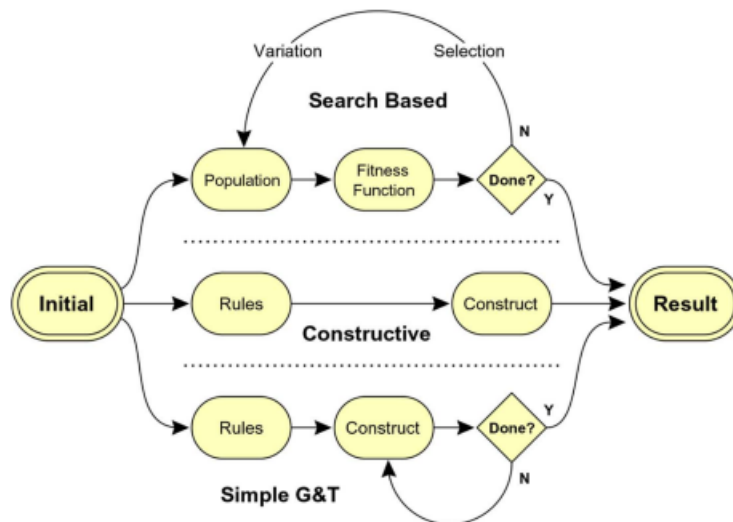 Variation
Selection
Search Based
N
Population
Fitness
Function
Done?
Y
Initial
Rules
Construct
Result
Constructive
Rules
Construct
Done?
Y
N
Simple G&T